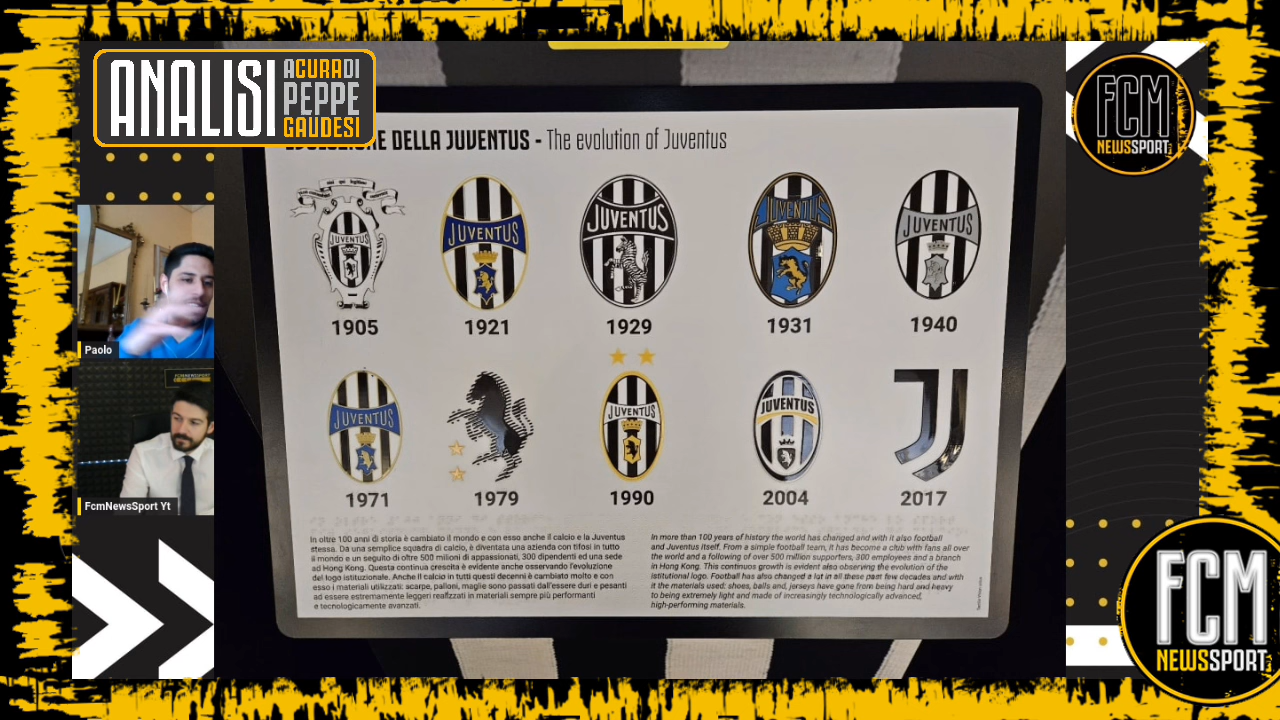 ANALISI
A CURA DI
PEPPE
GAUDESI
DELLA JUVENTUS - The evolution of Juventus
FCM
NEWSSPORT
JUVENTUS
JUVENTUS
JUVENTUS
JUVENTUS
JUVENTUS
1905
1921
1929
1931
1940
Paolo
JUVENTUS
JUVENTUS
JUVENTUS
1971
1979
1990
2004
2017
FcmNewsSport Yt
In oltre 100 anni di storia è cambiato il mondo e con esso anche il calcio e la Juventus
stessa. Da una semplice squadra di calcio, è diventata una azienda con tifosi in tutto
il mondo e un seguito di oltre 500 milioni di appassionati, 300 dipendenti ed una sede
ad Hong Kong. Questa continua crescita è evidente anche osservando l'evoluzione
del logo istituzionale. Anche il calcio in tutti questi decenni è cambiato molto e con
esso i materiali utilizzati: scarpe, palloni, maglie sono passati dall'essere duri e pesanti
ad essere estremamente leggeri realizzati in materiali sempre più performanti
e tecnologicamente avanzati.
In more than 100 years of history the world has changed and with it also football
and Juventus itself. From a simple football team, it has become a club with fans all over
the world and a following of over 500 million supporters, 300 employees and a branch
in Hong Kong. This continuos growth is evident also observing the evolution of the
istitutional logo. Football has also changed a lot in all these past few decades and with
it the materials used: shoes, balls and, jerseys have gone from being hard and heavy
to being extremely light and made of increasingly technologically advanced,
high-performing materials.
FCM
NEWSSPORT